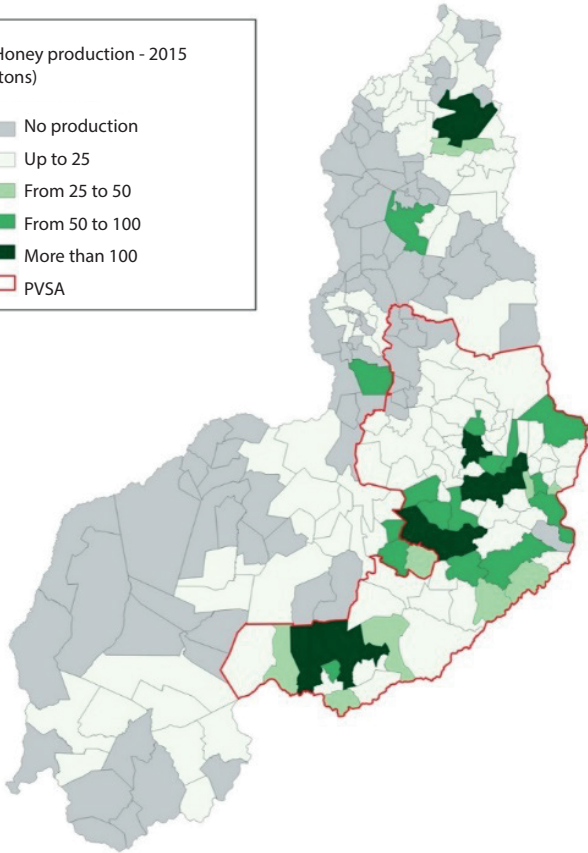 Honey production - 2015
tons)
No production
Up to 25
From 25 to 50
From 50 to 100
More than 100
PVSA